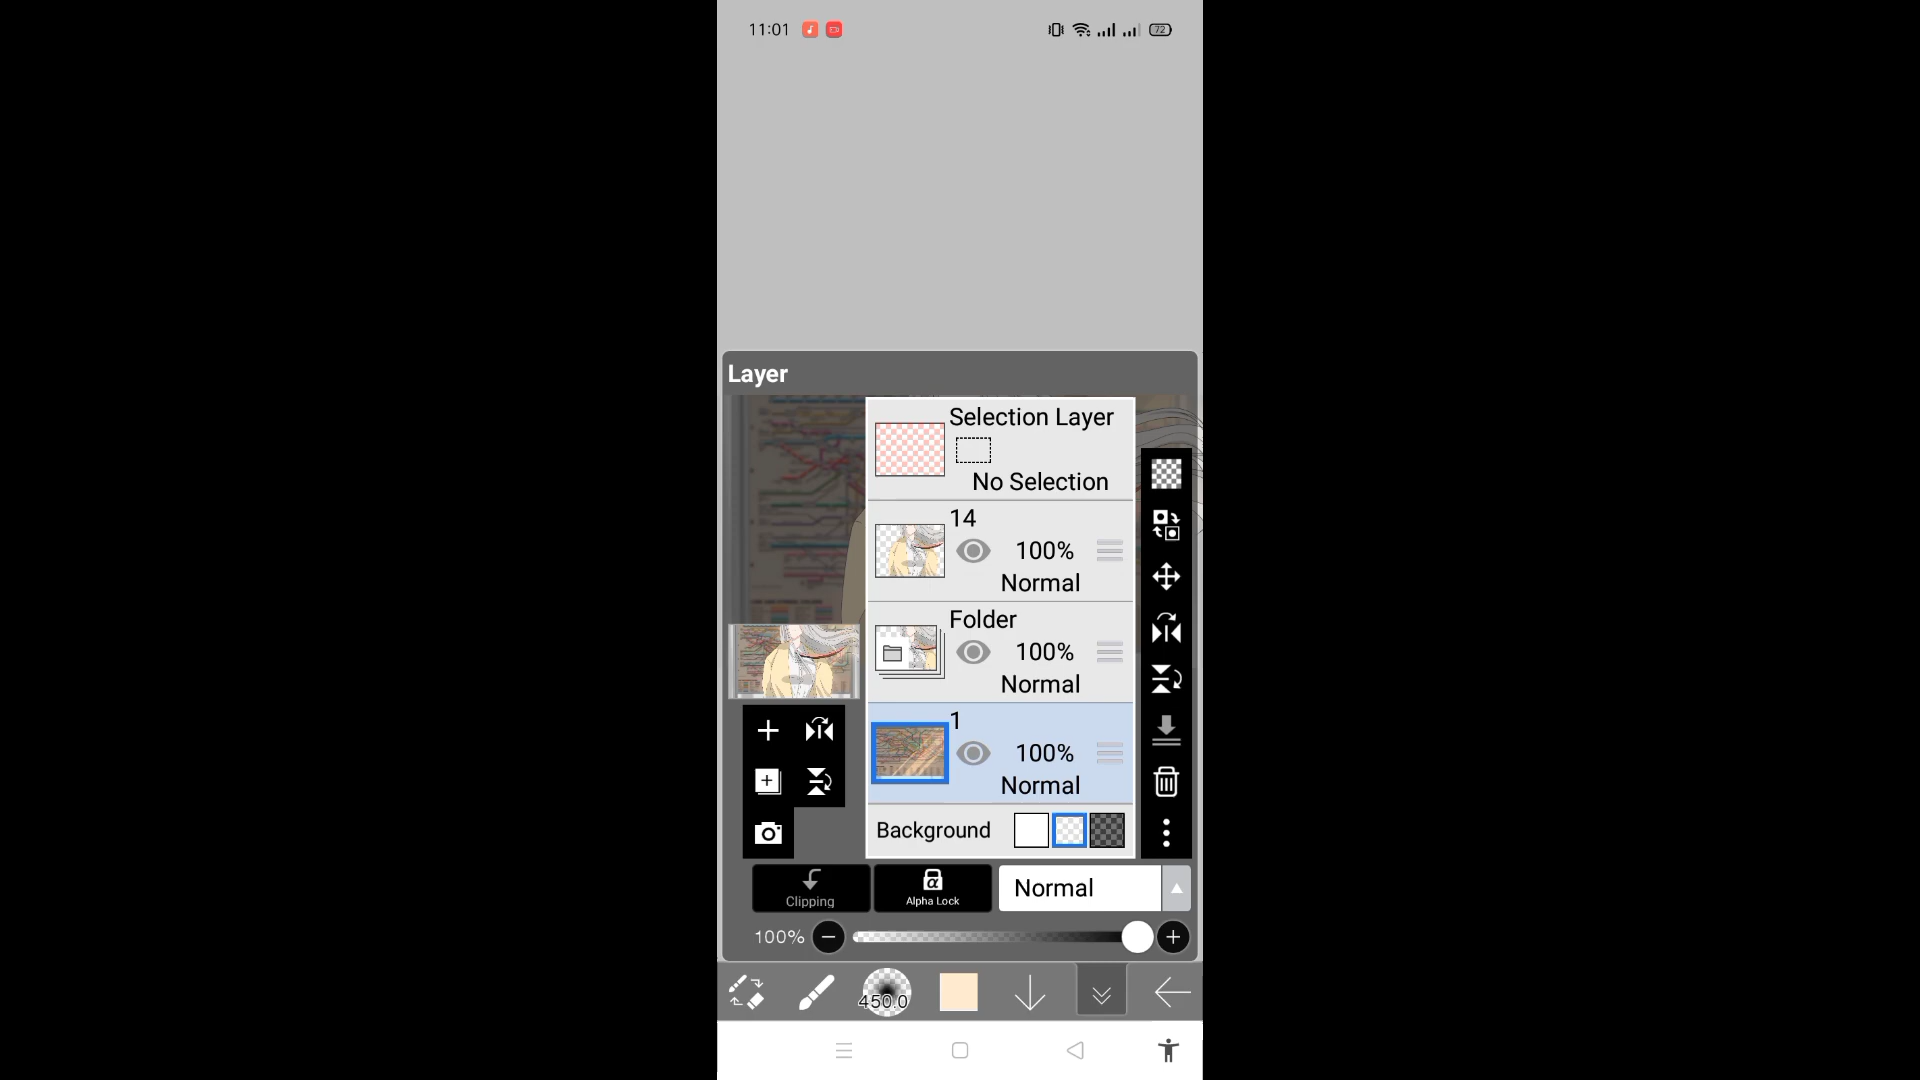 11:01
72
Layer
Selection Layer
No Selection
14
100%
Normal
Folder
100%
Normal
1
100%
Normal
Background
Clipping
α
Alpha Lock
Normal
100%
450.0